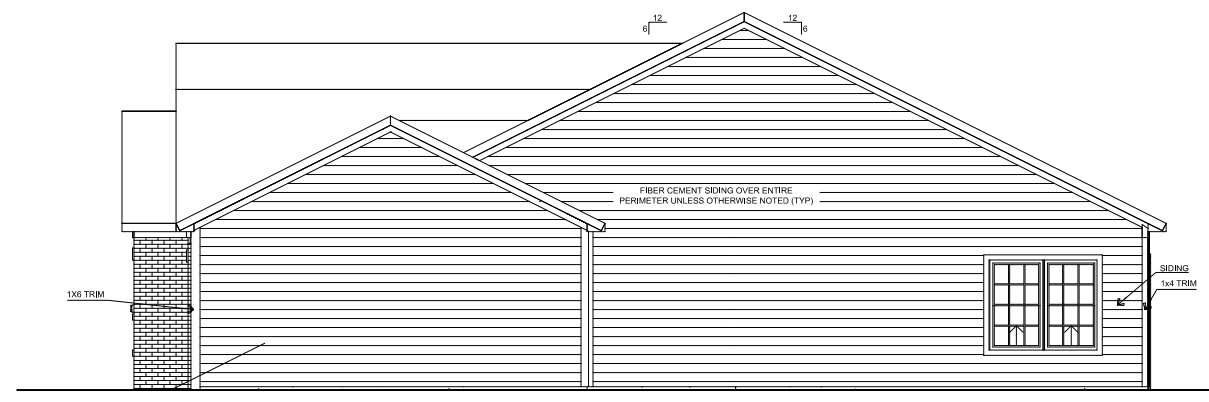 12
6
12
6
FIBER CEMENT SIDING OVER ENTIRE
PERIMETER UNLESS OTHERWISE NOTED (TYP)
SIDING
1x4 TRIM
1X6 TRIM